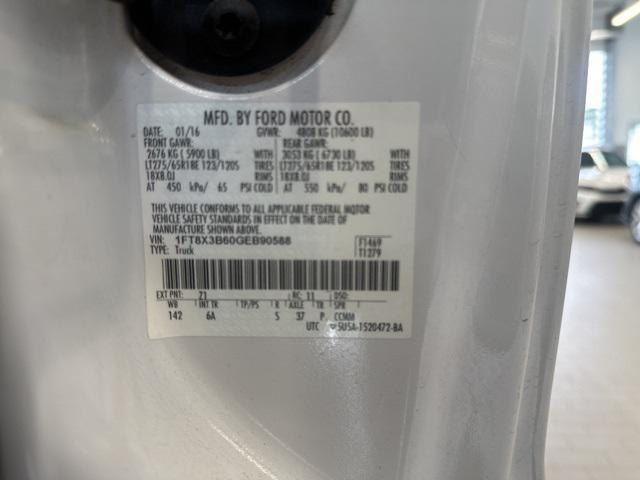 MFD. BY FORD MOTOR CO.
DATE: 01/16 GVWR: 4808 KG (10600 LB)
FRONT GAWR: REAR GAWR:
2676 KG (5900 LB) WITH 3053 KG (6730 LB) WITH
LT275/65R18E 123/120S TIRES LT275/65R18E 123/120S TIRES
18X8.0J RIMS 18X8.0J RIMS
AT 450 kPa/ 65 PSI COLD AT 550 kPa/ 80 PSI COLD
THIS VEHICLE CONFORMS TO ALL APPLICABLE FEDERAL MOTOR
VEHICLE SAFETY STANDARDS IN EFFECT ON THE DATE OF
MANUFACTURE SHOWN ABOVE.
VIN: 1FT8X3B60GEB90588 F1469
TYPE: Truck T1279
EXT PNT: Z1 RC: 11 DSO:
WB INT TR TP/PS R AXLE TR SPR
142 6A S 37 P CCMM
UTC 5U5A-1520472-BA